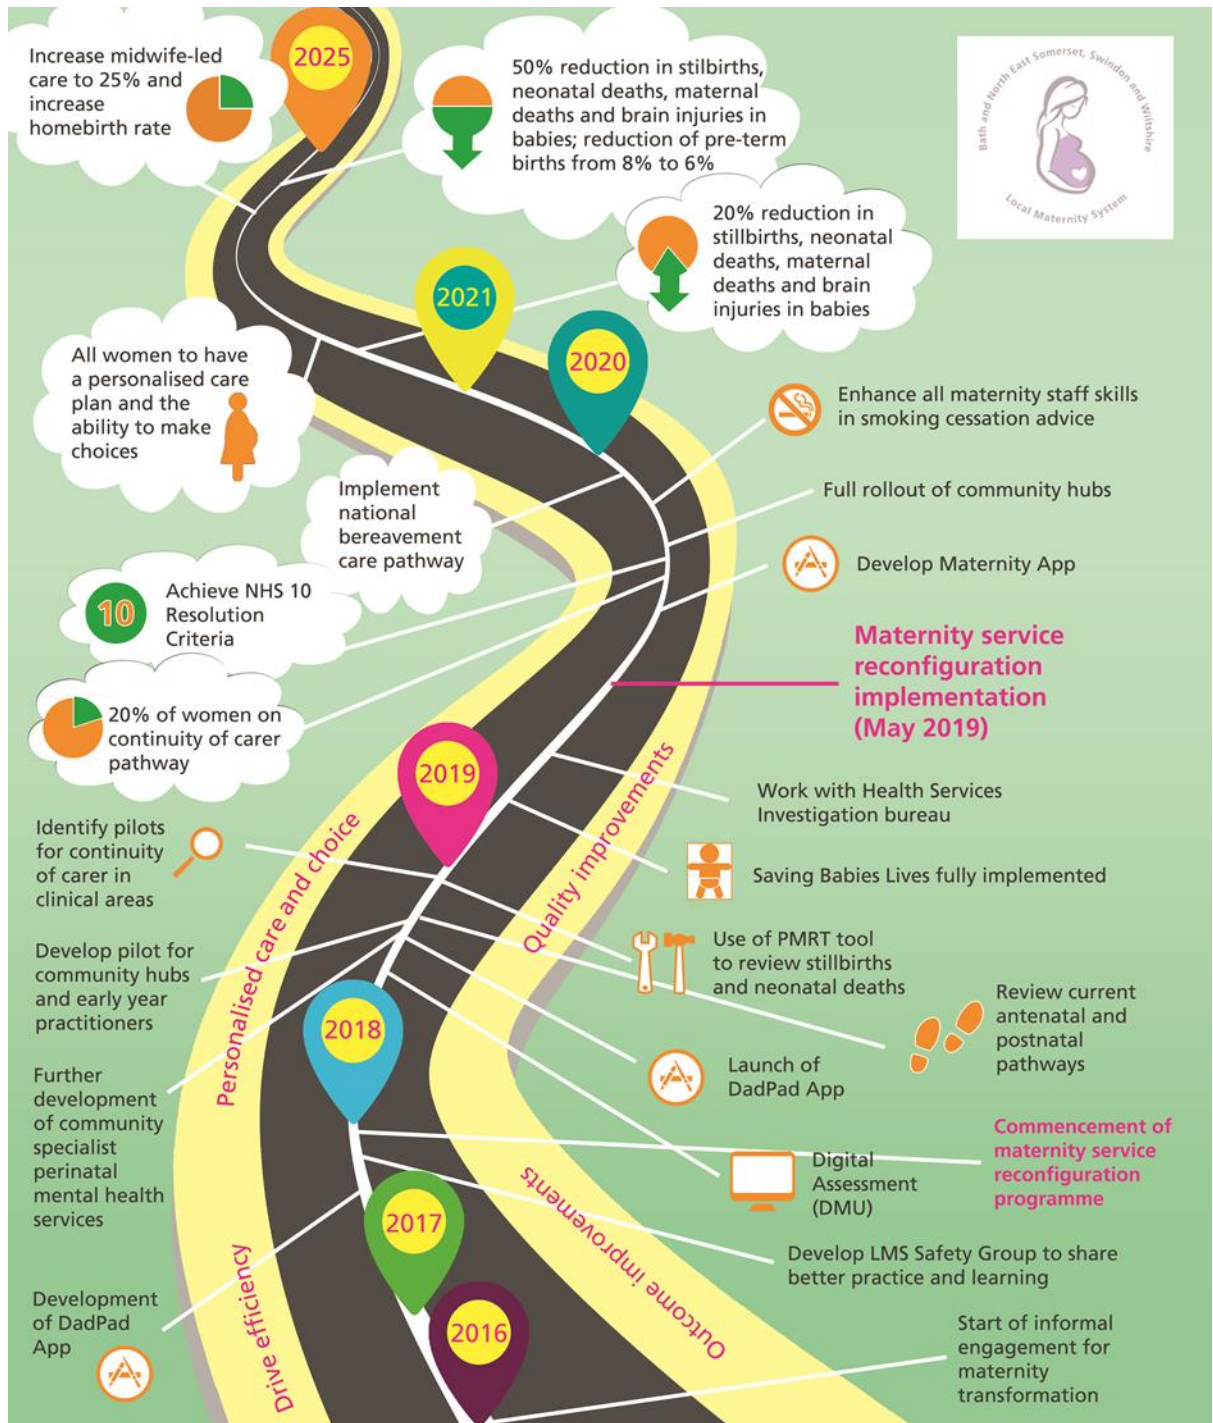 2025
Increase midwife-led
care to 25% and
increase
homebirth rate
50% reduction in stilbirths,
neonatal deaths, maternal
deaths and brain injuries in
babies; reduction of pre-term
births from 8% to 6%
Bath and North East Somerset, Swindon and Wiltshire
Local Maternity System
20% reduction in
stillbirths, neonatal
deaths, maternal
deaths and brain
injuries in babies
2021
2020
All women to have
a personalised care
plan and the
ability to make
choices
Enhance all maternity staff skills
in smoking cessation advice
Implement
national
bereavement
care pathway
Full rollout of community hubs
Develop Maternity App
10
Achieve NHS 10
Resolution
Criteria
Maternity service
reconfiguration
implementation
(May 2019)
20% of women on
continuity of carer
pathway
2019
Work with Health Services
Investigation bureau
Identify pilots
for continuity
of carer in
clinical areas
Saving Babies Lives fully implemented
Personalised care and choice
Quality improvements
Use of PMRT tool
to review stillbirths
and neonatal deaths
Develop pilot for
community hubs
and early year
practitioners
Review current
antenatal and
postnatal
pathways
2018
Launch of
DadPad App
Further
development
of community
specialist
perinatal
mental health
services
Commencement of
maternity service
reconfiguration
programme
Digital
Assessment
(DMU)
2017
Develop LMS Safety Group to share
better practice and learning
Drive efficiency
Outcome improvements
Development
of DadPad
App
2016
Start of informal
engagement for
maternity
transformation